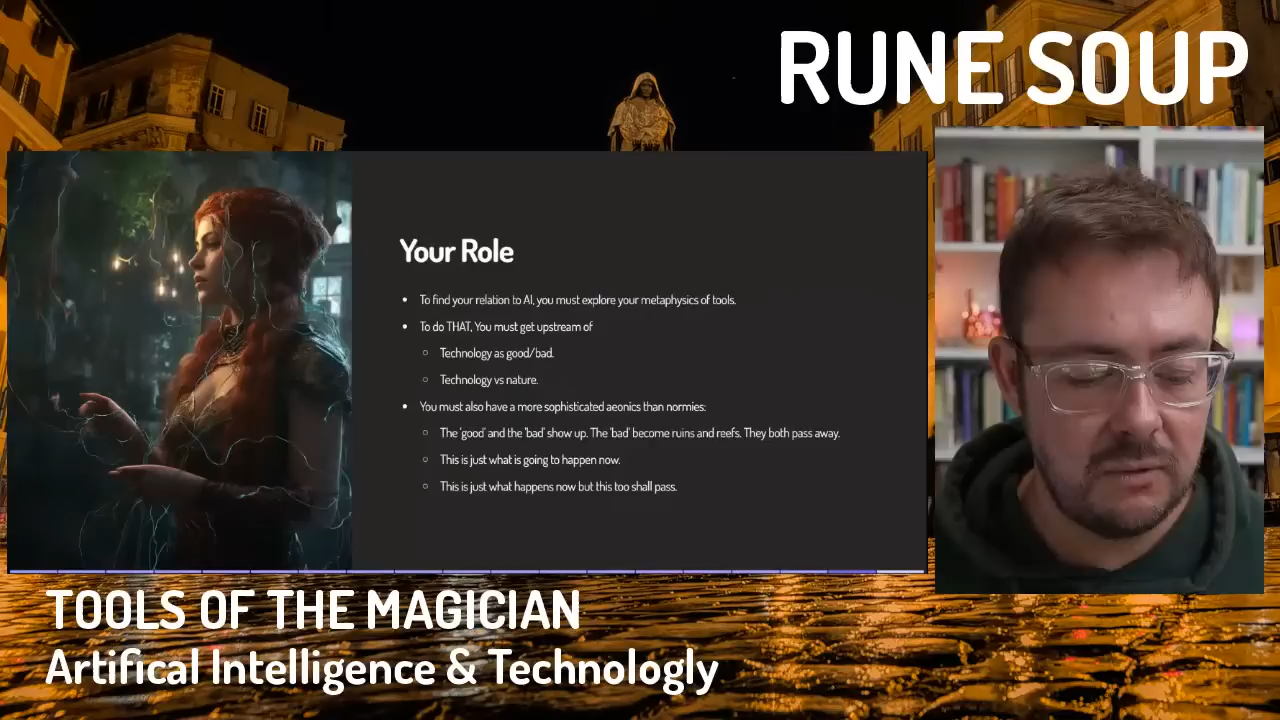 RUNE SOUP
Your Role
To find your relation to AI, you must explore your metaphysics of tools.
To do THAT, You must get upstream of
Technology as good/bad.
Technology vs nature.
You must also have a more sophisticated aeonics than normies:
The 'good' and the 'bad' show up. The 'bad' become ruins and reefs. They both pass away.
This is just what is going to happen now.
This is just what happens now but this too shall pass.
TOOLS OF THE MAGICIAN
Artifical Intelligence & Technologly